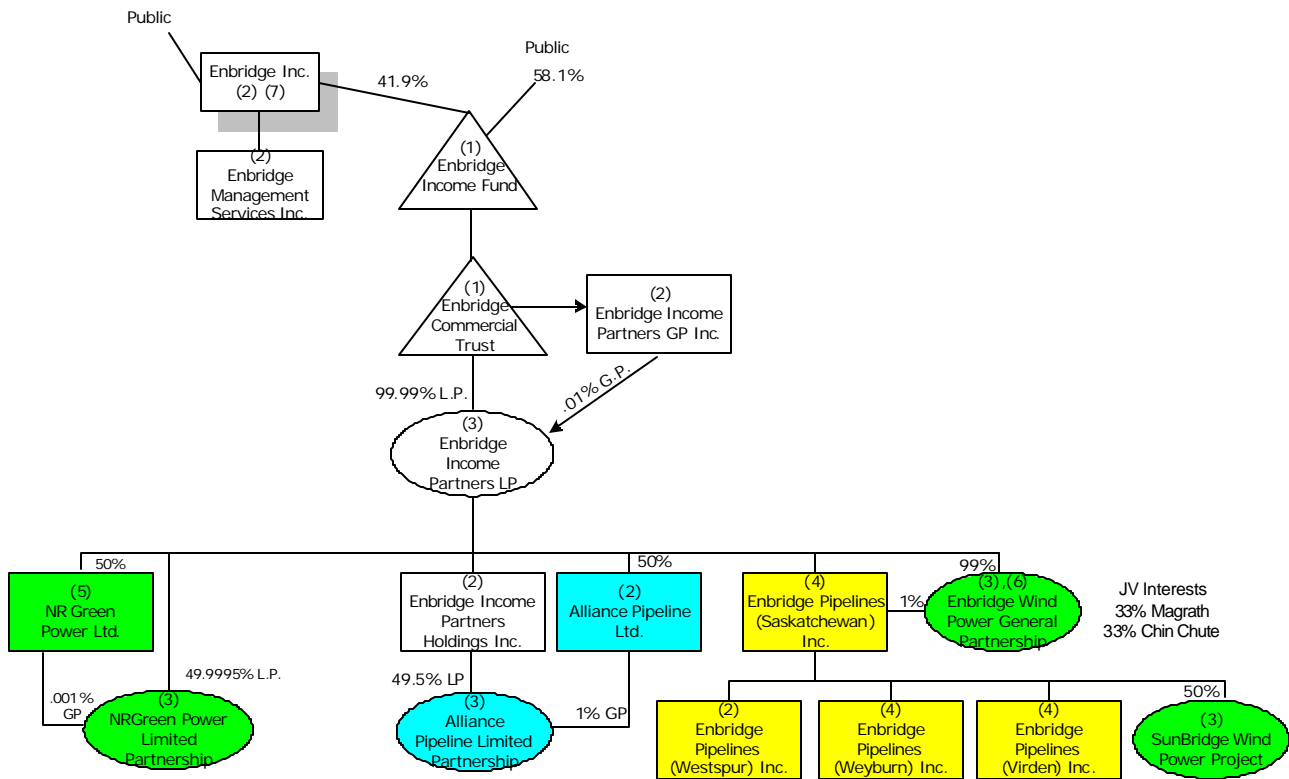 Public
Public
Enbridge Inc.
(2) (7)
41.9%
58.1%
(2)
Enbridge
Management
Services Inc.
(1)
Enbridge
Income Fund
(1)
Enbridge
Commercial
Trust
(2)
Enbridge Income
Partners GP Inc.
99.99% L.P.
.01% G.P.
(3)
Enbridge
Income
Partners LP
50%
50%
99%
(5)
NR Green
Power Ltd.
(2)
Enbridge Income
Partners
Holdings Inc.
(2)
Alliance Pipeline
Ltd.
(4)
Enbridge Pipelines
(Saskatchewan)
Inc.
1%
(3),(6)
Enbridge Wind
Power General
Partnership
JV Interests
33% Magrath
33% Chin Chute
.001%
GP
49.9995% L.P.
49.5% LP
1% GP
50%
(3)
NRGreen Power
Limited
Partnership
(3)
Alliance
Pipeline Limited
Partnership
(2)
Enbridge
Pipelines
(Westspur) Inc.
(4)
Enbridge
Pipelines
(Weyburn) Inc.
(4)
Enbridge
Pipelines
(Virden) Inc.
(3)
SunBridge Wind
Power Project